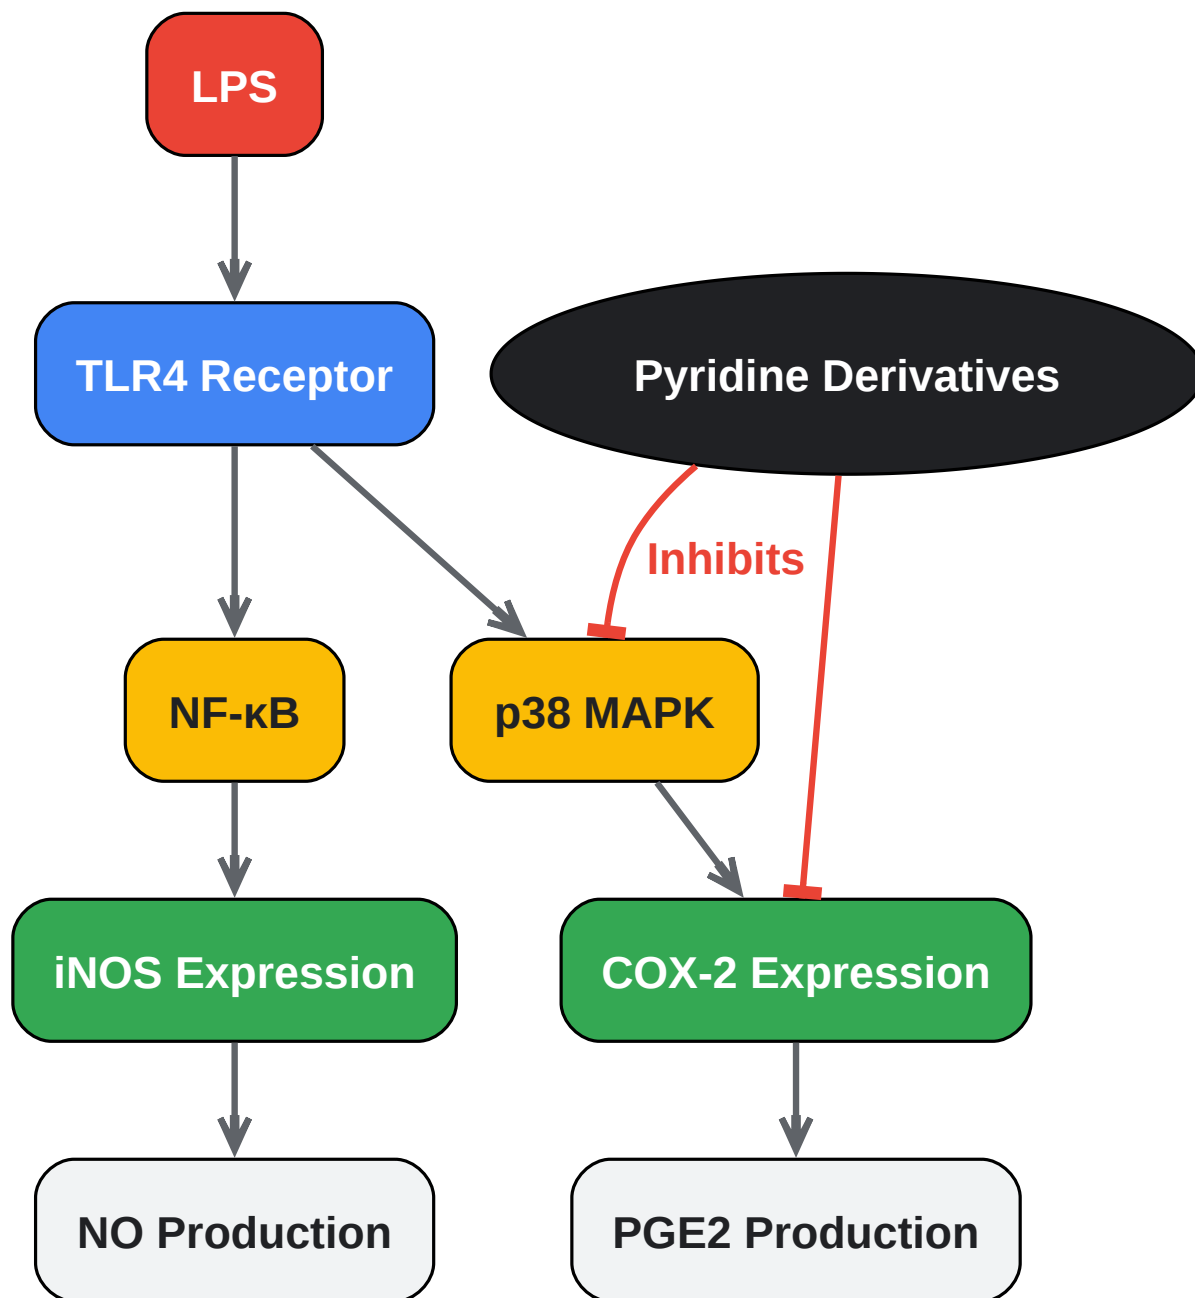 LPS
TLR4 Receptor
Pyridine Derivatives
Inhibits
NF-κB
p38 MAPK
iNOS Expression
COX-2 Expression
NO Production
PGE2 Production